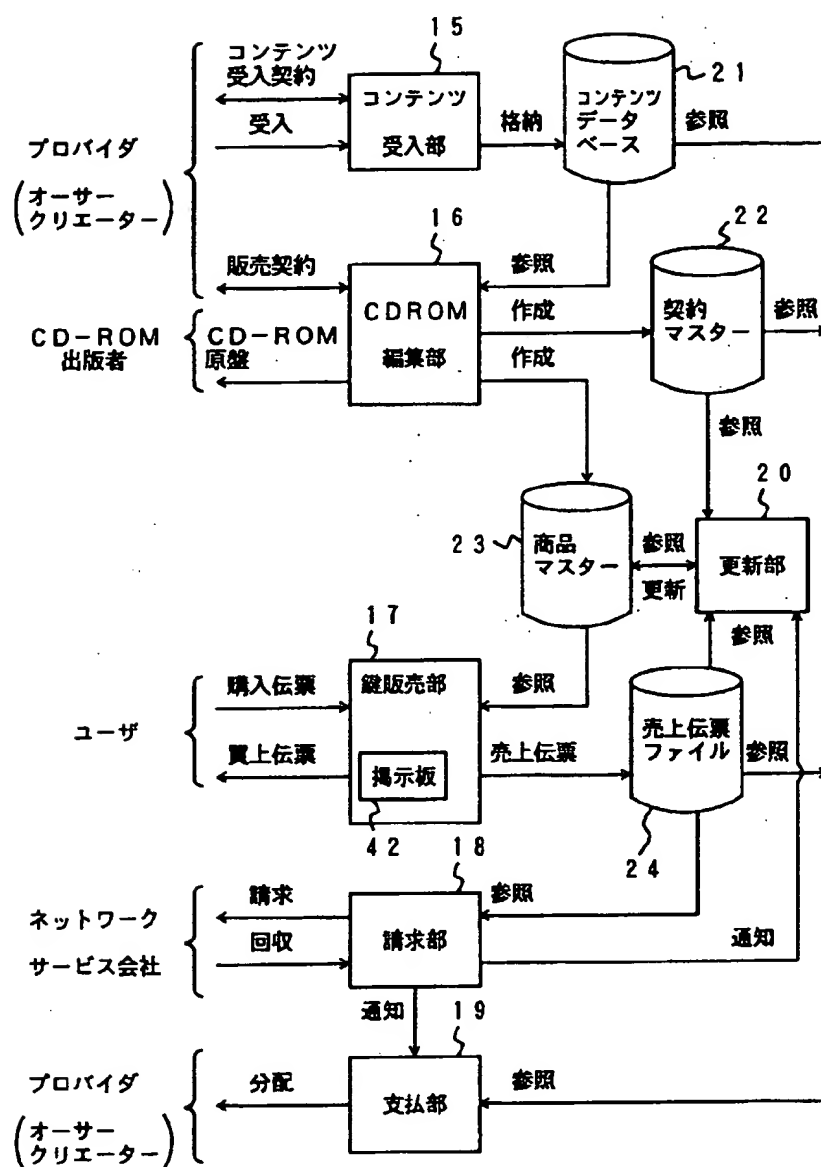 １５
コンテンツ
受入契約
受入
コンテンツ
受入部
格納
２１
コンテンツ
データ
ベース
参照
プロバイダ
(オーサー
クリエーター)
１６
販売契約
参照
２２
CDROM
編集部
作成
作成
契約
マスター
参照
CD-ROM
出版者
CD-ROM
原盤
参照
２０
２３
商品
マスター
参照
更新
更新部
１７
参照
購入伝票
鍵販売部
参照
ユーザ
買上伝票
掲示板
売上伝票
売上伝票
ファイル
参照
４２
１８
２４
ネットワーク
サービス会社
請求
回収
請求部
参照
通知
通知
１９
プロバイダ
(オーサー
クリエーター)
分配
支払部
参照